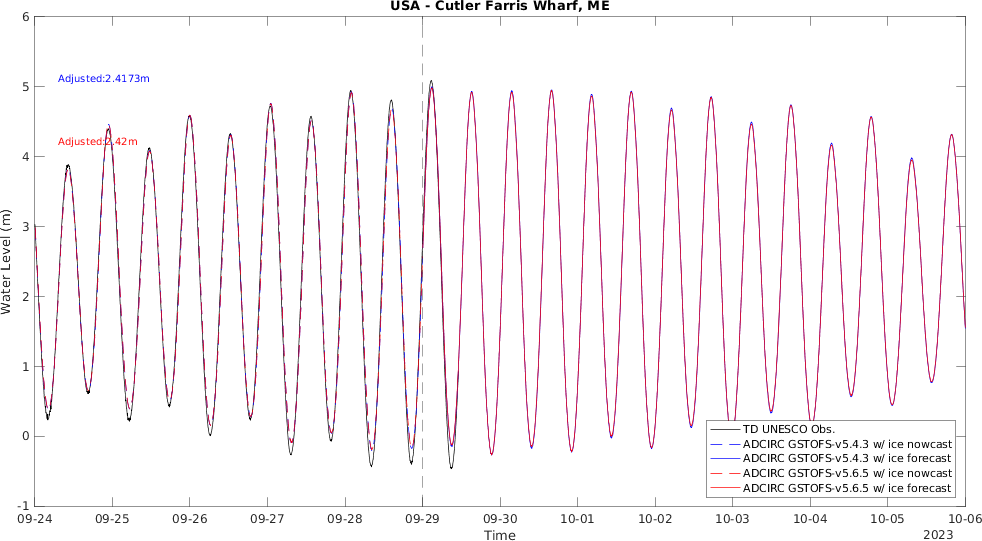 USA - Cutler Farris Wharf, ME
6
5
4
3
2
1
0
-1
Water Level (m)
Adjusted:2.4173m
Adjusted:2.42m
TD UNESCO Obs.
ADCIRC GSTOFS-v5.4.3 w/ ice nowcast
ADCIRC GSTOFS-v5.4.3 w/ ice forecast
ADCIRC GSTOFS-v5.6.5 w/ ice nowcast
ADCIRC GSTOFS-v5.6.5 w/ ice forecast
09-24 09-25 09-26 09-27 09-28 09-29 09-30 10-01 10-02 10-03 10-04 10-05 10-06
Time
2023